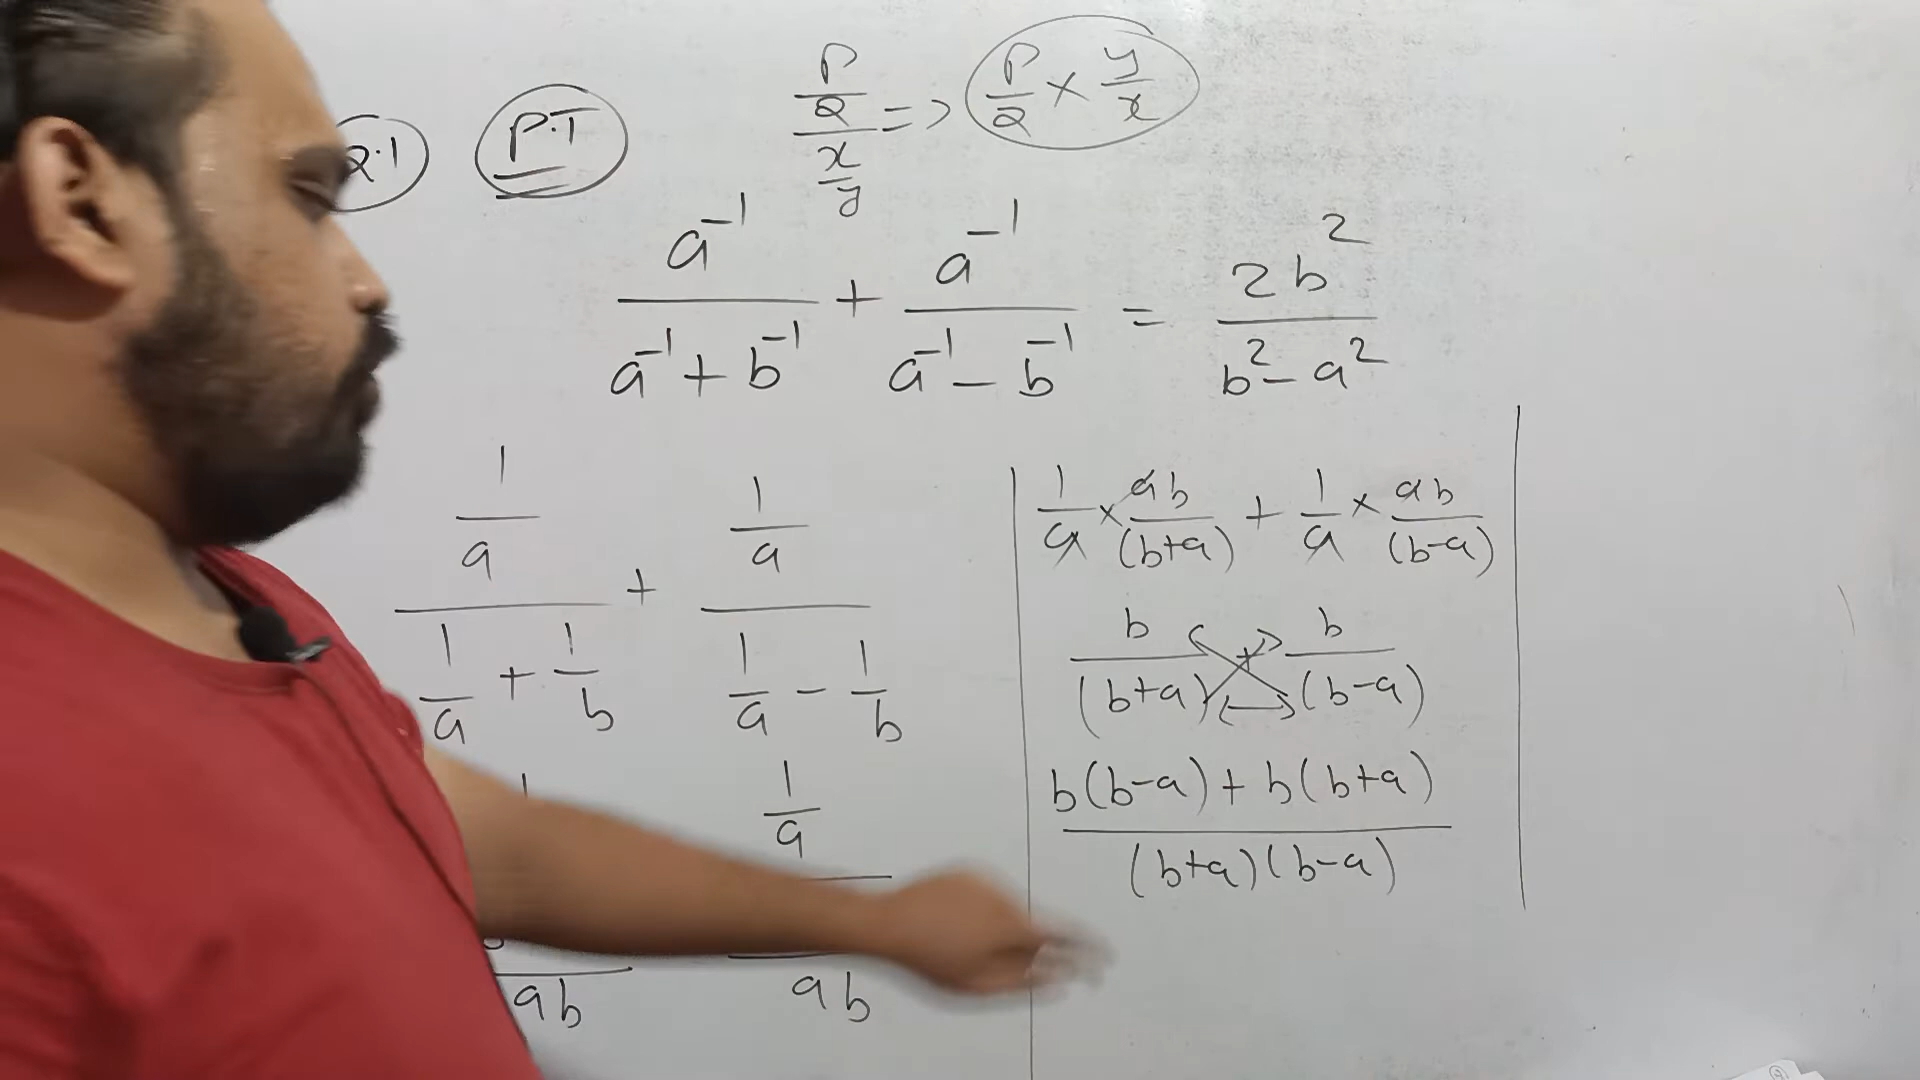 Q.1 P.T
P/Q / x/y => P/Q × y/x
a⁻¹/(a⁻¹ + b⁻¹) + a⁻¹/(a⁻¹ − b⁻¹) = 2b²/(b² − a²)
1/a / (1/a + 1/b) + 1/a / (1/a − 1/b)
1/a
ab ab
1/a × ab/(b+a) + 1/a × ab/(b−a)
b/(b+a) + b/(b−a)
b(b−a) + b(b+a) / (b+a)(b−a)